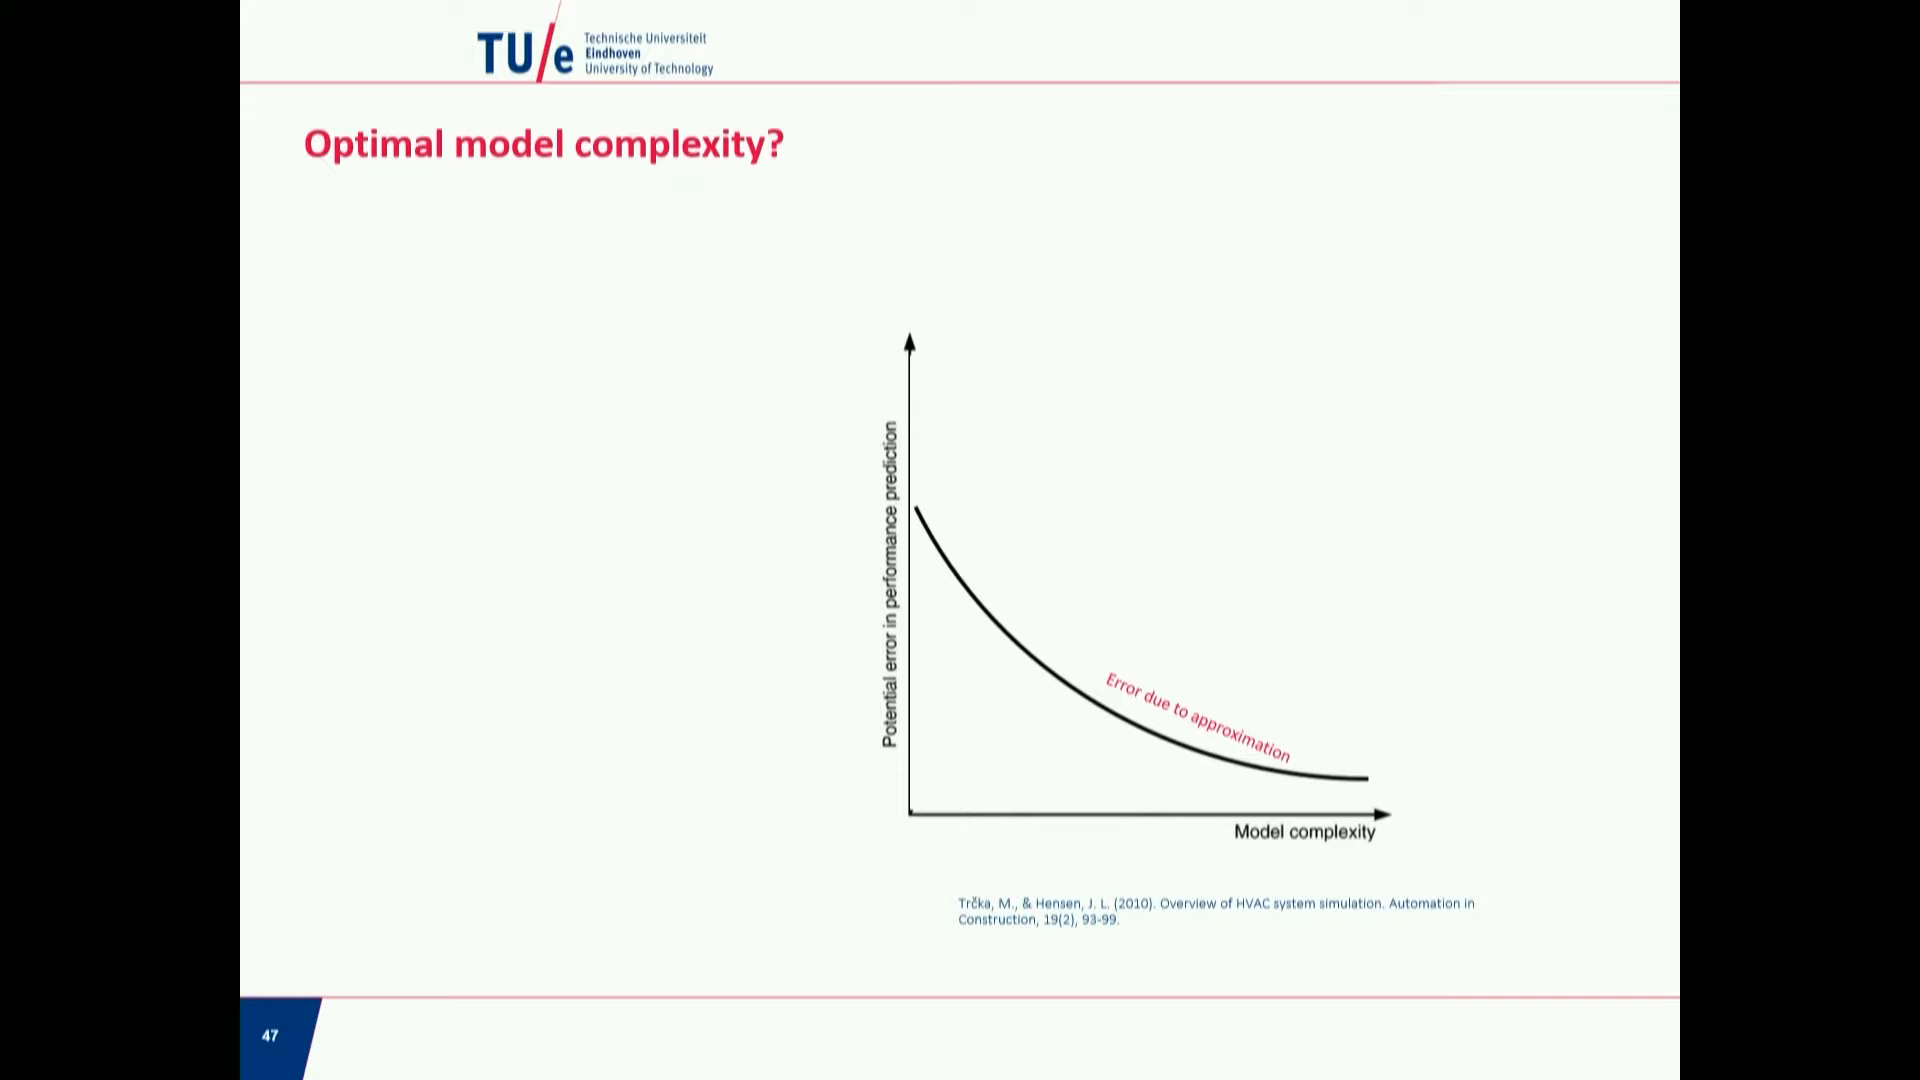 TU/e
Technische Universiteit
Eindhoven
University of Technology
Optimal model complexity?
Potential error in performance prediction
Error due to approximation
Model complexity
Trčka, M., & Hensen, J. L. (2010). Overview of HVAC system simulation. Automation in
Construction, 19(2), 93-99.
47